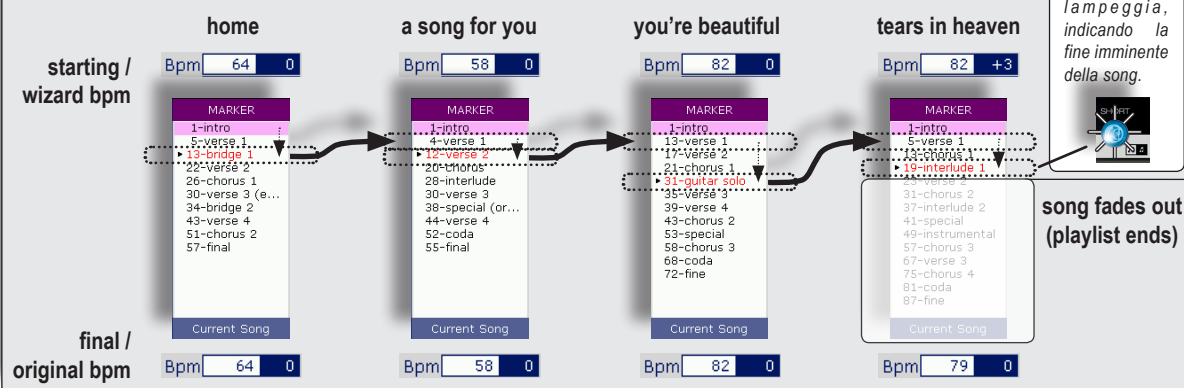 home
a song for you
you're beautiful
tears in heaven
lampeggia,
indicando la
fine imminente
della song.
SHORT
starting /
wizard bpm
Bpm 64 0
Bpm 58 0
Bpm 82 0
Bpm 82 +3
MARKER
1-intro
5-verse 1
13-bridge 1
22-verse 2
26-chorus 1
30-verse 3 (e...
34-bridge 2
43-verse 4
51-chorus 2
57-final
Current Song
MARKER
1-intro
4-verse 1
12-verse 2
20-chorus
28-interlude
30-verse 3
38-special (or...
44-verse 4
52-coda
55-final
Current Song
MARKER
1-intro
13-verse 1
17-verse 2
21-chorus 1
31-guitar solo
35-verse 3
39-verse 4
43-chorus 2
53-special
58-chorus 3
68-coda
72-fine
Current Song
MARKER
1-intro
5-verse 1
13-chorus 1
19-interlude 1
23-verse 2
31-chorus 2
37-interlude 2
41-special
49-instrumental
57-chorus 3
67-verse 3
75-chorus 4
81-coda
87-fine
Current Song
song fades out
(playlist ends)
final /
original bpm
Bpm 64 0
Bpm 58 0
Bpm 82 0
Bpm 79 0